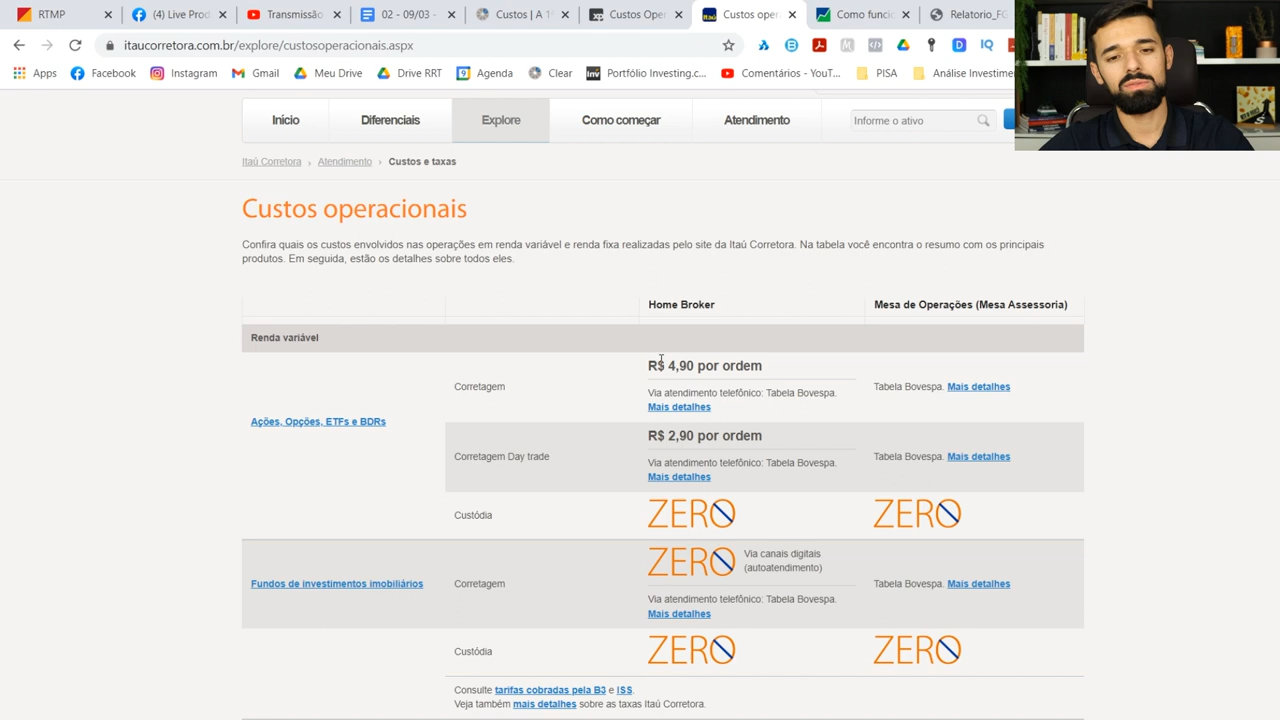 RTMP
(4) Live Prod
Transmissão
02 - 09/03 -
Custos | A 1ª
Custos Oper
Custos oper
Como funcio
Relatorio_FG
itaucorretora.com.br/explore/custosoperacionais.aspx
Apps
Facebook
Instagram
Gmail
Meu Drive
Drive RRT
Agenda
Clear
Portfólio Investing.c...
Comentários - YouT...
PISA
Análise Investimen
Início
Diferenciais
Explore
Como começar
Atendimento
Informe o ativo
Itaú Corretora › Atendimento › Custos e taxas
Custos operacionais
Confira quais os custos envolvidos nas operações em renda variável e renda fixa realizadas pelo site da Itaú Corretora. Na tabela você encontra o resumo com os principais
produtos. Em seguida, estão os detalhes sobre todos eles.
Home Broker
Mesa de Operações (Mesa Assessoria)
Renda variável
Ações, Opções, ETFs e BDRs
Corretagem
R$ 4,90 por ordem
Via atendimento telefônico: Tabela Bovespa.
Mais detalhes
Tabela Bovespa. Mais detalhes
Corretagem Day trade
R$ 2,90 por ordem
Via atendimento telefônico: Tabela Bovespa.
Mais detalhes
Tabela Bovespa. Mais detalhes
Custódia
ZERO
ZERO
Fundos de investimentos imobiliários
Corretagem
ZERO
Via canais digitais
(autoatendimento)
Via atendimento telefônico: Tabela Bovespa.
Mais detalhes
Tabela Bovespa. Mais detalhes
Custódia
ZERO
ZERO
Consulte tarifas cobradas pela B3 e ISS.
Veja também mais detalhes sobre as taxas Itaú Corretora.